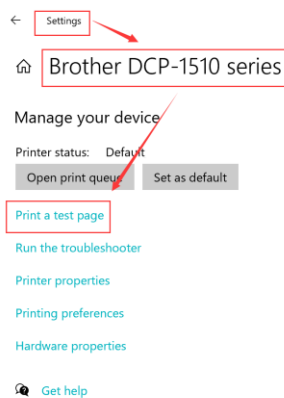 Settings
Brother DCP-1510 series
Manage your device
Printer status: Default
Open print queue Set as default
Print a test page
Run the troubleshooter
Printer properties
Printing preferences
Hardware properties
Get help